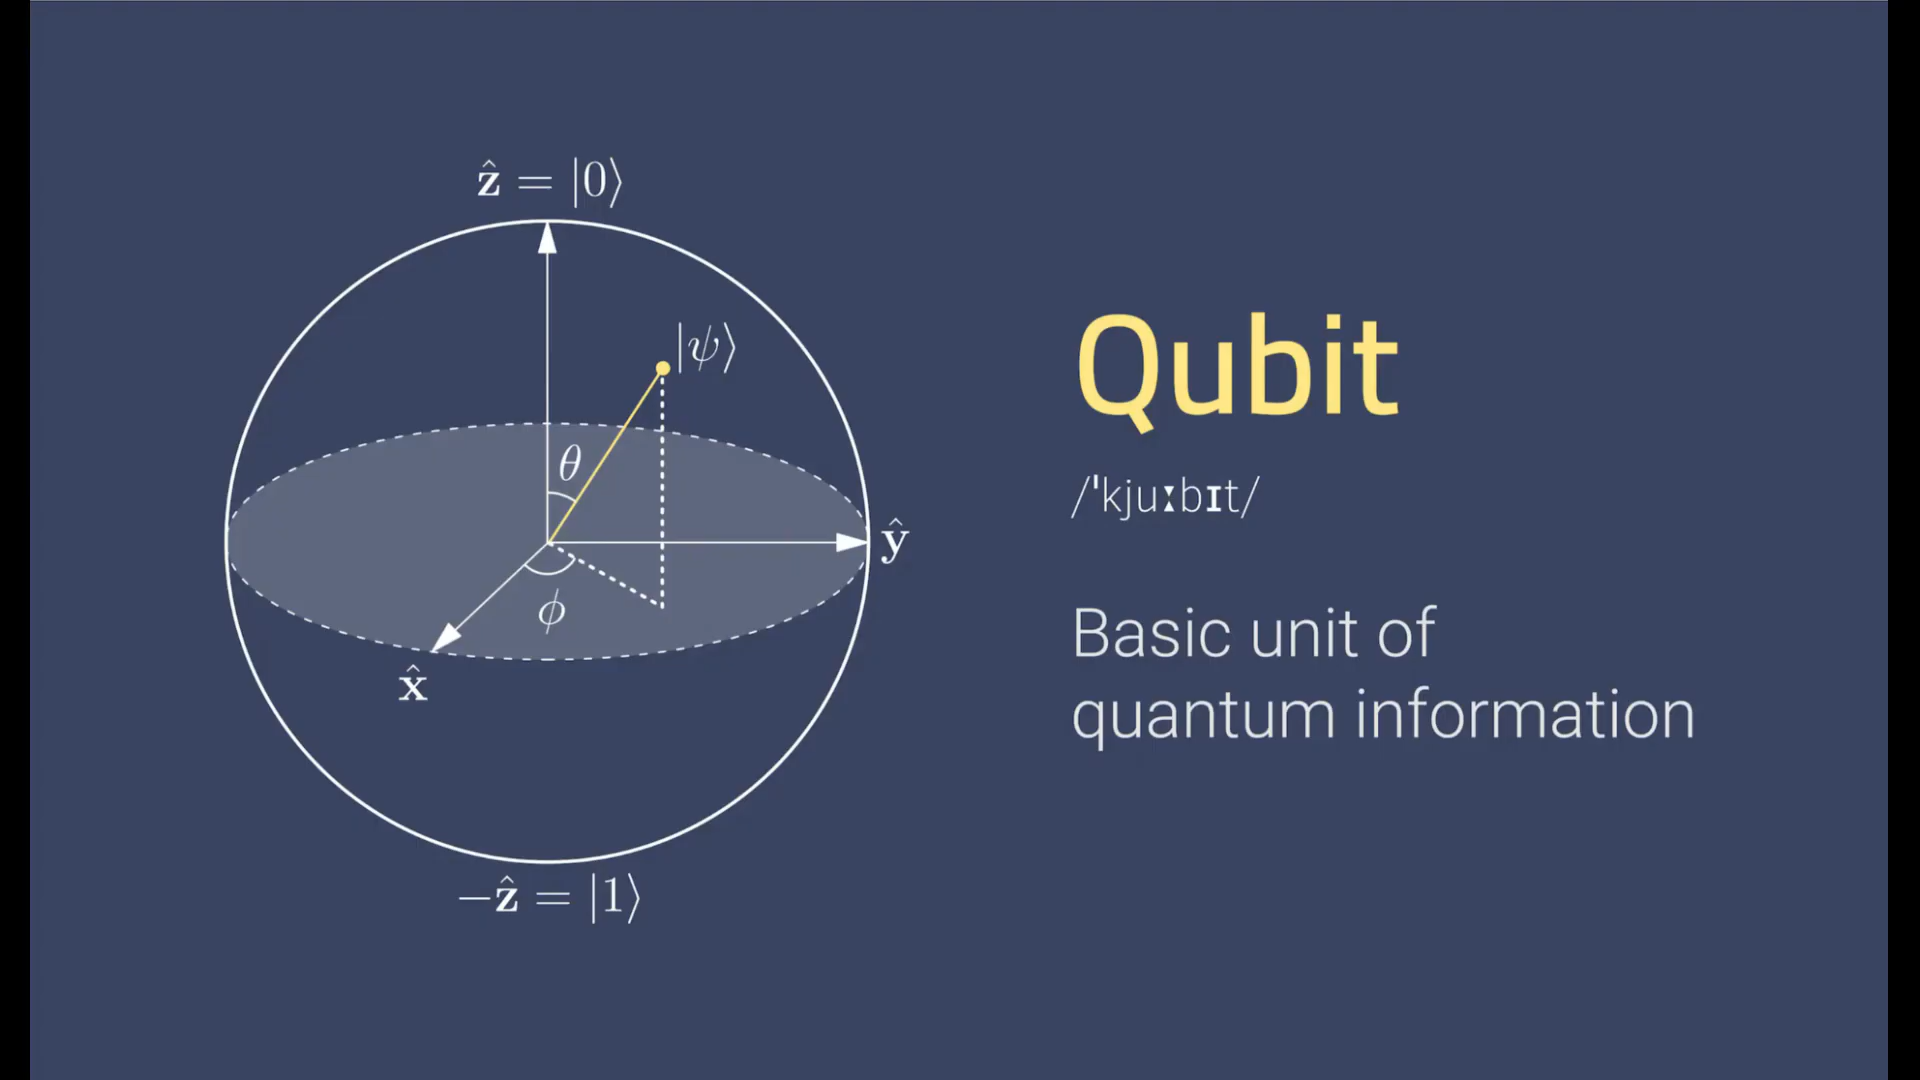 ẑ = |0⟩
|ψ⟩
θ
ŷ
ϕ
x̂
−ẑ = |1⟩
Qubit
/ˈkjuːbɪt/
Basic unit of
quantum information